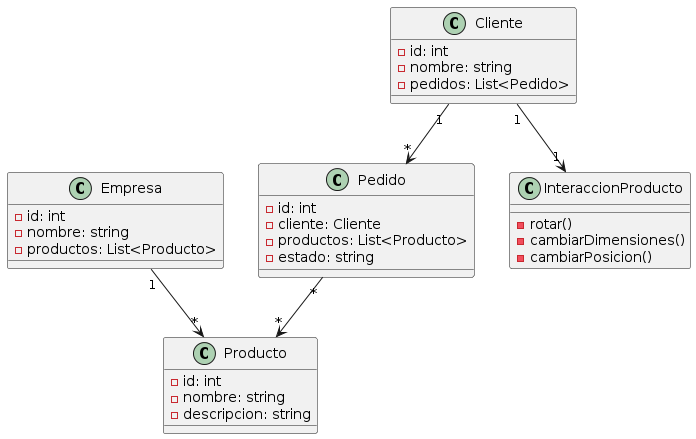 C Cliente
id: int
nombre: string
pedidos: List<Pedido>
1
1
*
1
C Empresa
id: int
nombre: string
productos: List<Producto>
C Pedido
id: int
cliente: Cliente
productos: List<Producto>
estado: string
C InteraccionProducto
rotar()
cambiarDimensiones()
cambiarPosicion()
1
*
*
*
C Producto
id: int
nombre: string
descripcion: string